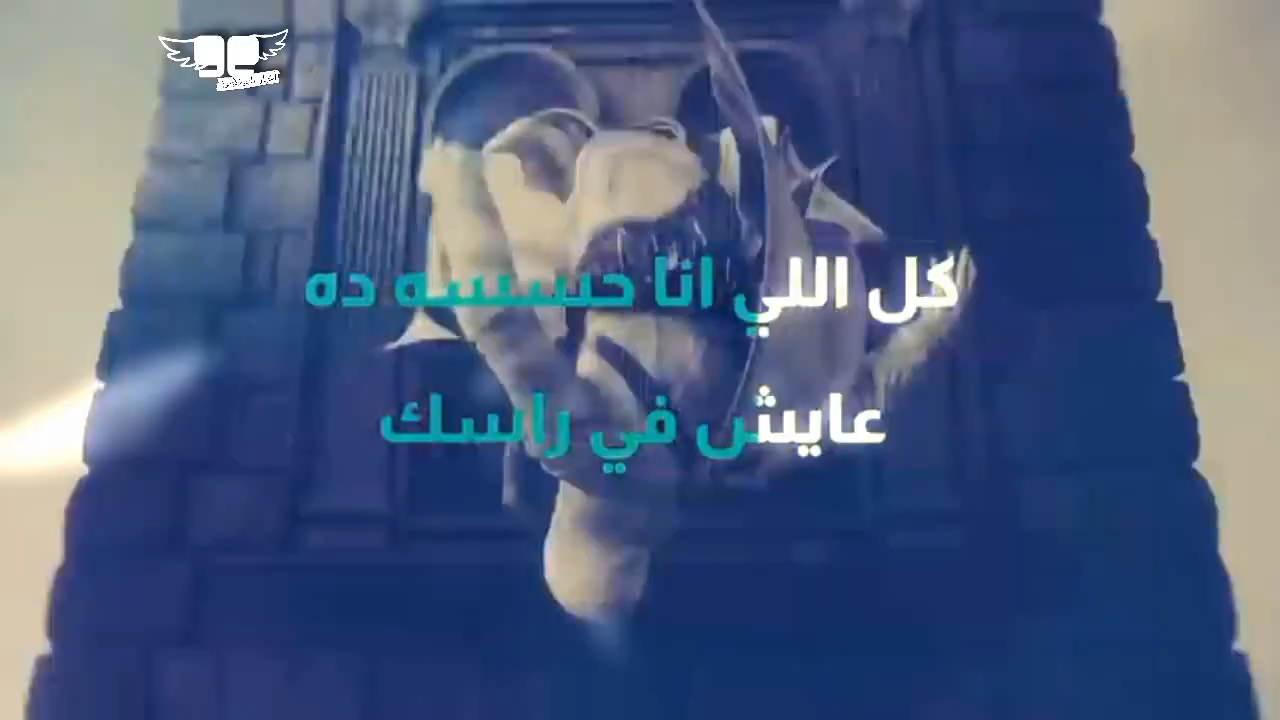 كل اللي انا حسسه ده
عايش في راسك